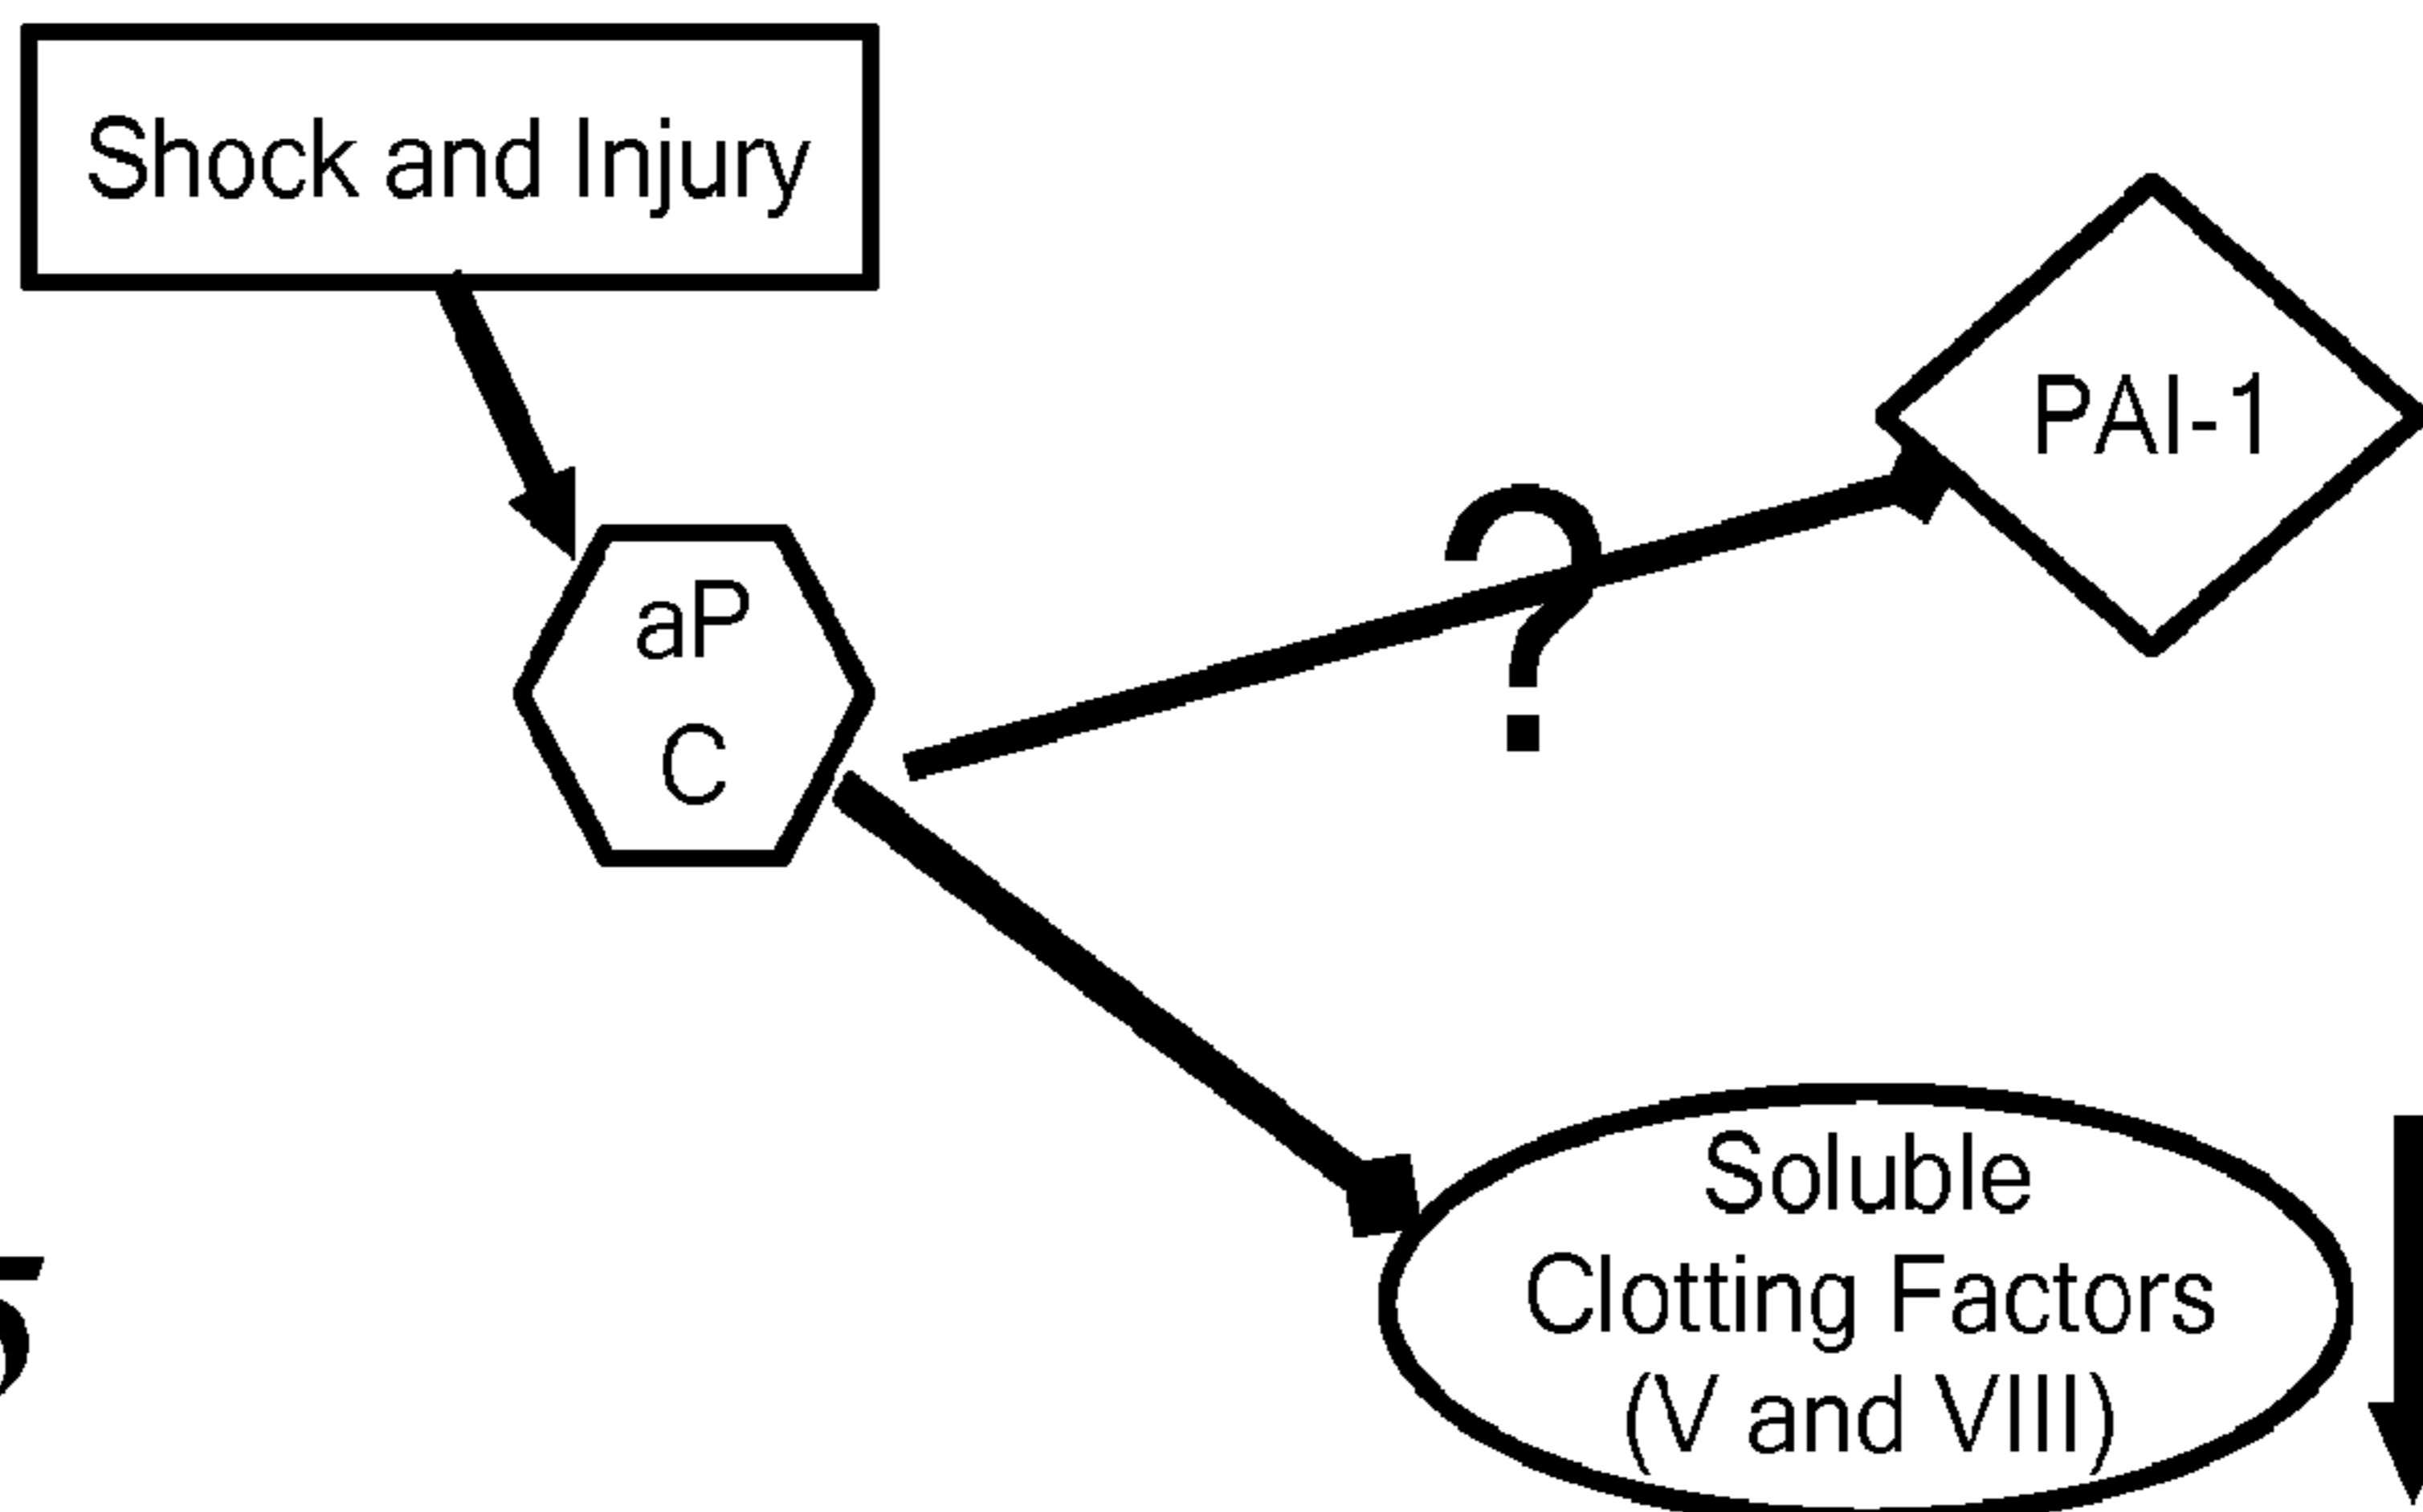 Shock and Injury
PAI-1
aP
C
?
Soluble
Clotting Factors
(V and VIII)